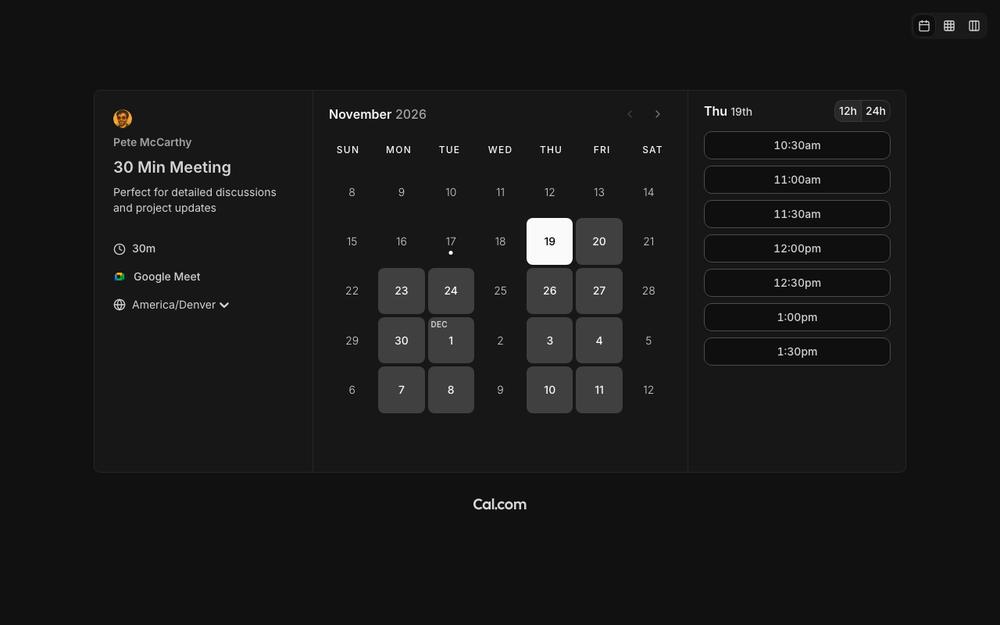 Pete McCarthy
30 Min Meeting
Perfect for detailed discussions
and project updates
30m
Google Meet
America/Denver
November 2026
SUN MON TUE WED THU FRI SAT
8 9 10 11 12 13 14
15 16 17 18 19 20 21
22 23 24 25 26 27 28
DEC
29 30 1 2 3 4 5
6 7 8 9 10 11 12
Thu 19th
12h 24h
10:30am
11:00am
11:30am
12:00pm
12:30pm
1:00pm
1:30pm
Cal.com